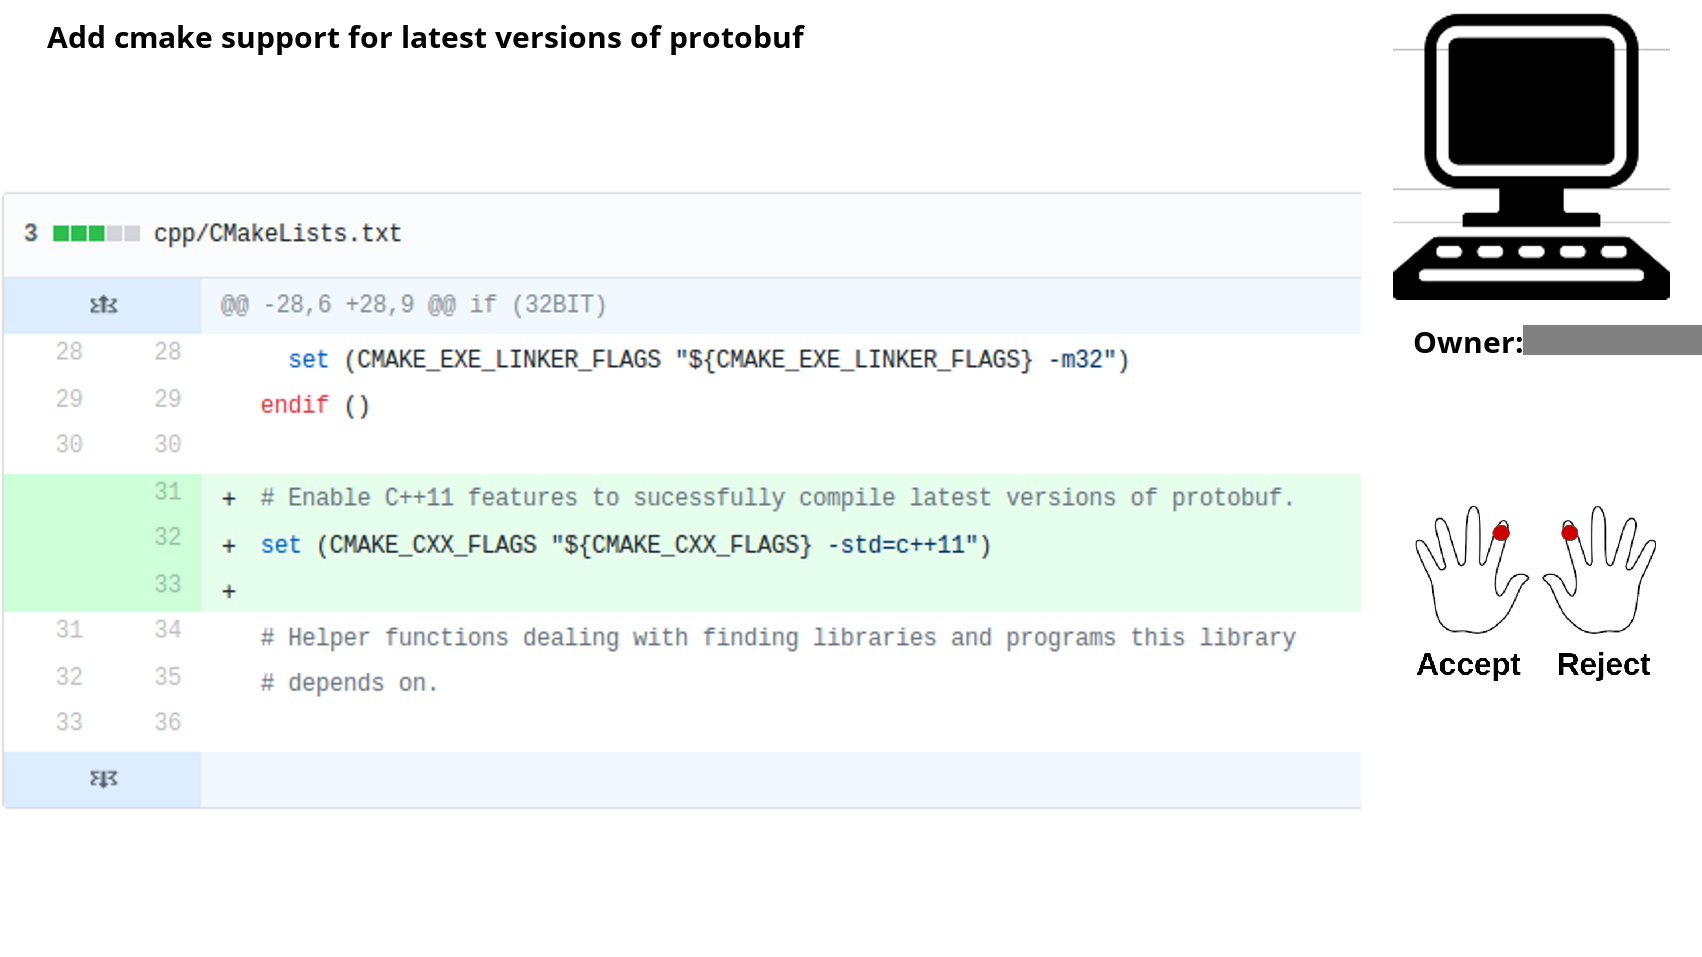 Add cmake support for latest versions of protobuf
3 cpp/CMakeLists.txt
@@ -28,6 +28,9 @@ if (32BIT)
28 28 set (CMAKE_EXE_LINKER_FLAGS "${CMAKE_EXE_LINKER_FLAGS} -m32")
29 29 endif ()
30 30
31 + # Enable C++11 features to sucessfully compile latest versions of protobuf.
32 + set (CMAKE_CXX_FLAGS "${CMAKE_CXX_FLAGS} -std=c++11")
33 +
31 34 # Helper functions dealing with finding libraries and programs this library
32 35 # depends on.
33 36
Owner:
Accept Reject